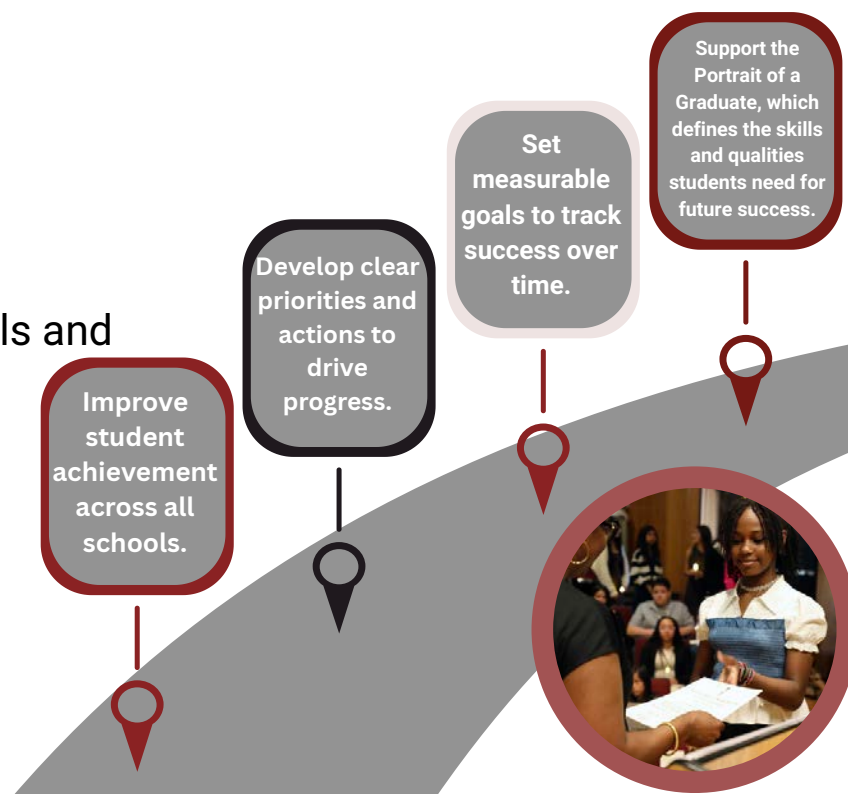 ls and
Improve
student
achievement
across all
schools.
Develop clear
priorities and
actions to
drive
progress.
Set
measurable
goals to track
success over
time.
Support the
Portrait of a
Graduate, which
defines the skills
and qualities
students need for
future success.